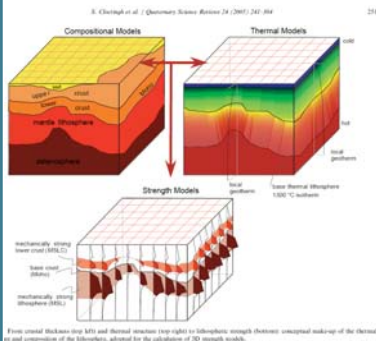 S. Cloetingh et al. / Quaternary Science Reviews 24 (2005) 241–304
Compositional Models
Thermal Models
cold
upper
crust
lower
crust
Moho
mantle lithosphere
asthenosphere
hot
local
geotherm
local
geotherm
base thermal lithosphere
1300 °C isotherm
Strength Models
mechanically strong
lower crust (MSLC)
base crust
(Moho)
mechanically strong
lithosphere (MSL)
From crustal thickness (top left) and thermal structure (top right) to lithospheric strength (bottom): conceptual make-up of the thermal
and composition of the lithosphere, adopted for the calculation of 3D strength models.